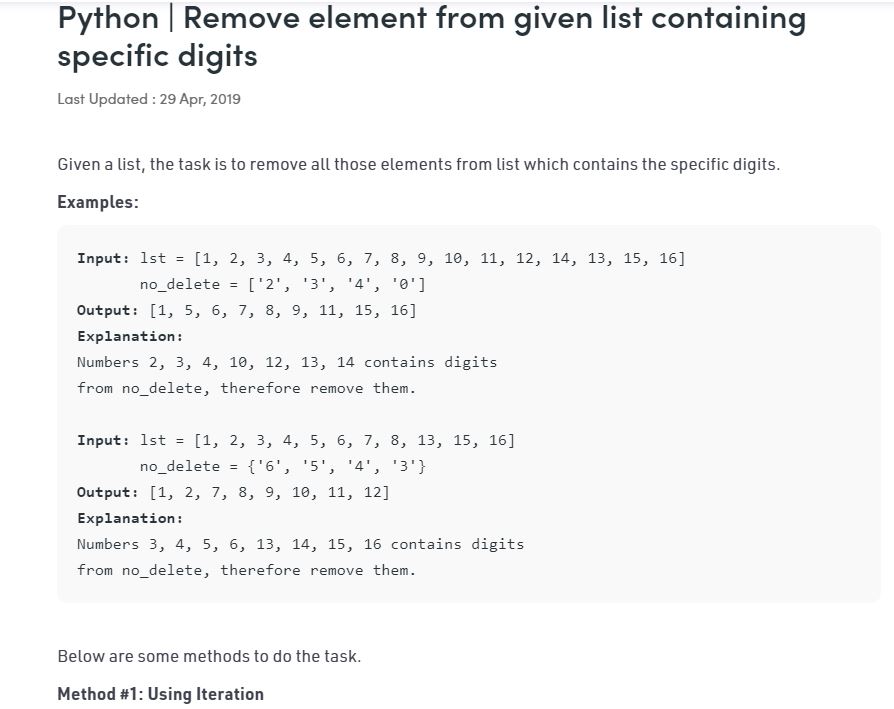 Python | Remove element from given list containing
specific digits
Last Updated : 29 Apr, 2019
Given a list, the task is to remove all those elements from list which contains the specific digits.
Examples:
Input: lst = [1, 2, 3, 4, 5, 6, 7, 8, 9, 10, 11, 12, 14, 13, 15, 16]
no_delete = ['2', '3', '4', '0']
Output: [1, 5, 6, 7, 8, 9, 11, 15, 16]
Explanation:
Numbers 2, 3, 4, 10, 12, 13, 14 contains digits
from no_delete, therefore remove them.
Input: lst = [1, 2, 3, 4, 5, 6, 7, 8, 13, 15, 16]
no_delete = {'6', '5', '4', '3'}
Output: [1, 2, 7, 8, 9, 10, 11, 12]
Explanation:
Numbers 3, 4, 5, 6, 13, 14, 15, 16 contains digits
from no_delete, therefore remove them.
Below are some methods to do the task.
Method #1: Using Iteration